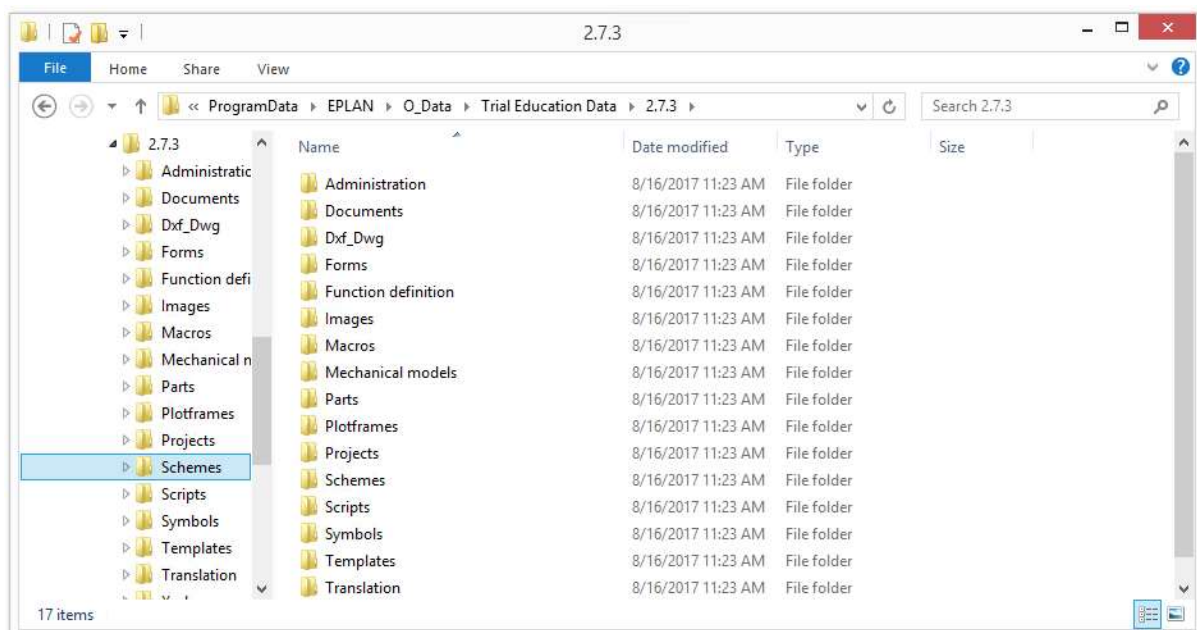 2.7.3
File Home Share View
« ProgramData EPLAN O_Data Trial Education Data 2.7.3 Search 2.7.3
2.7.3
Administratic
Documents
Dxf_Dwg
Forms
Function defi
Images
Macros
Mechanical n
Parts
Plotframes
Projects
Schemes
Scripts
Symbols
Templates
Translation
Name Date modified Type Size
Administration 8/16/2017 11:23 AM File folder
Documents 8/16/2017 11:23 AM File folder
Dxf_Dwg 8/16/2017 11:23 AM File folder
Forms 8/16/2017 11:23 AM File folder
Function definition 8/16/2017 11:23 AM File folder
Images 8/16/2017 11:23 AM File folder
Macros 8/16/2017 11:23 AM File folder
Mechanical models 8/16/2017 11:23 AM File folder
Parts 8/16/2017 11:23 AM File folder
Plotframes 8/16/2017 11:23 AM File folder
Projects 8/16/2017 11:23 AM File folder
Schemes 8/16/2017 11:23 AM File folder
Scripts 8/16/2017 11:23 AM File folder
Symbols 8/16/2017 11:23 AM File folder
Templates 8/16/2017 11:23 AM File folder
Translation 8/16/2017 11:23 AM File folder
17 items